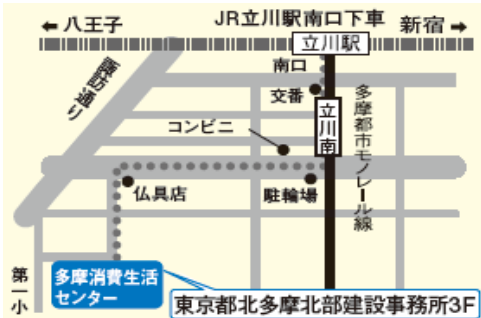 JR立川駅南口下車
← 八王子
新宿 →
立川駅
南口
諏訪通り
交番
コンビニ
立川南
多摩都市モノレール線
仏具店
駐輪場
第一小
多摩消費生活
センター
東京都北多摩北部建設事務所3F